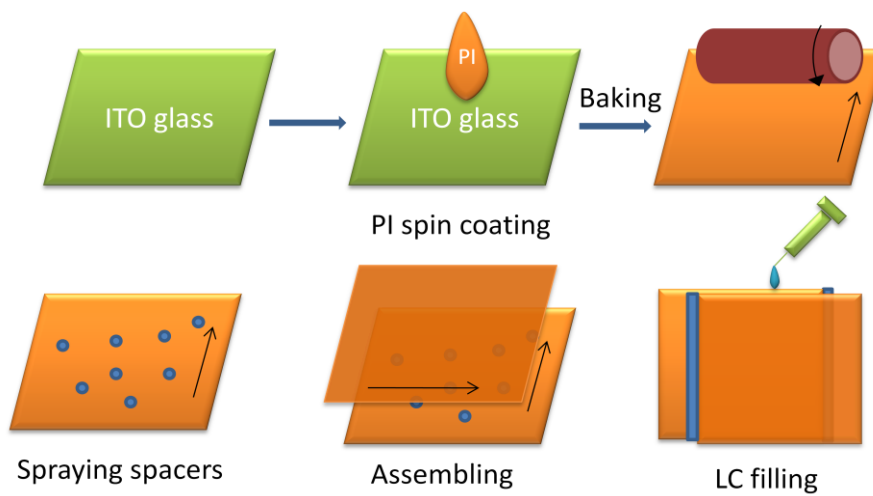 ITO glass
PI
ITO glass
Baking
PI spin coating
Spraying spacers
Assembling
LC filling